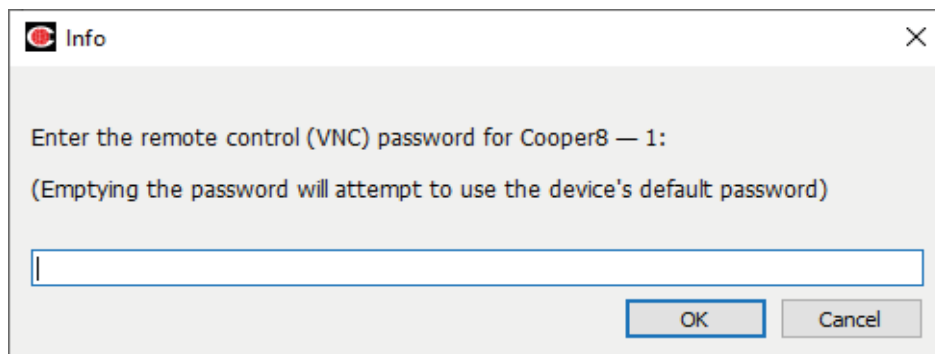 Info
Enter the remote control (VNC) password for Cooper8 — 1:
(Emptying the password will attempt to use the device's default password)
OK
Cancel